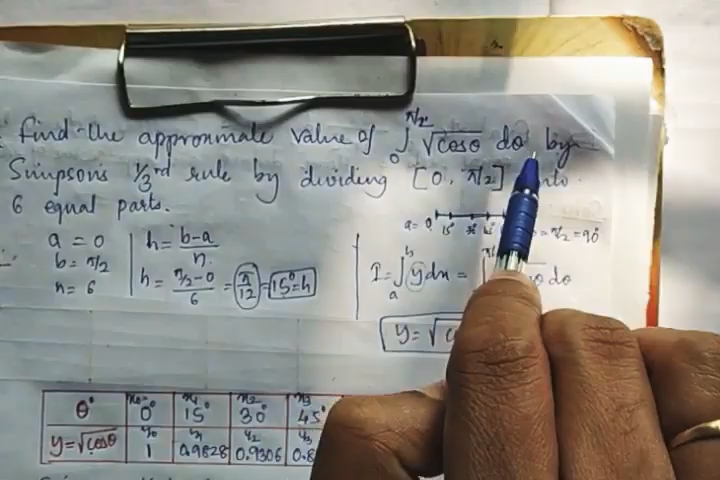 Find the approximate value of ∫₀^π/2 √cosθ dθ by
Simpson's 1/3rd rule by dividing [0, π/2] into
6 equal parts.
a = 0
b = π/2
n = 6
h = b-a/n
h = π/2-0/6 = π/12 = 15° = h
a = 0 15° 30° = π/2 = 90°
I = ∫ₐᵇ y dx = ∫ dθ
y = √c
θ° x₀=0° x₁ 15° x₂ 30° x₃ 45°
y=√cosθ y₀ 1 y₁ 0.9828 y₂ 0.9306 y₃ 0.8